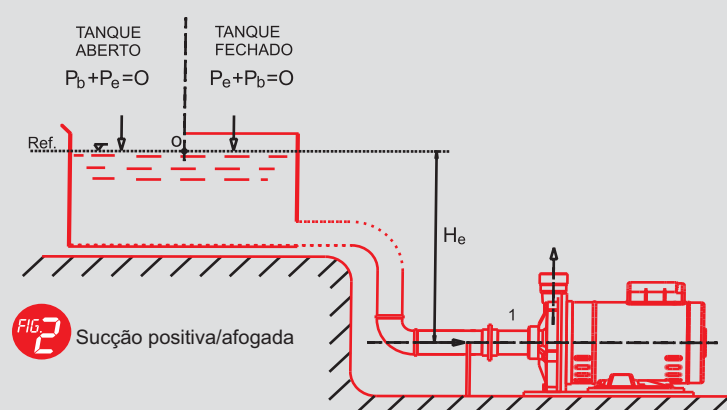 TANQUE
ABERTO
Pb+Pe=O
TANQUE
FECHADO
Pe+Pb=O
Ref.
O
He
1
FIG. 2
Sucção positiva/afogada